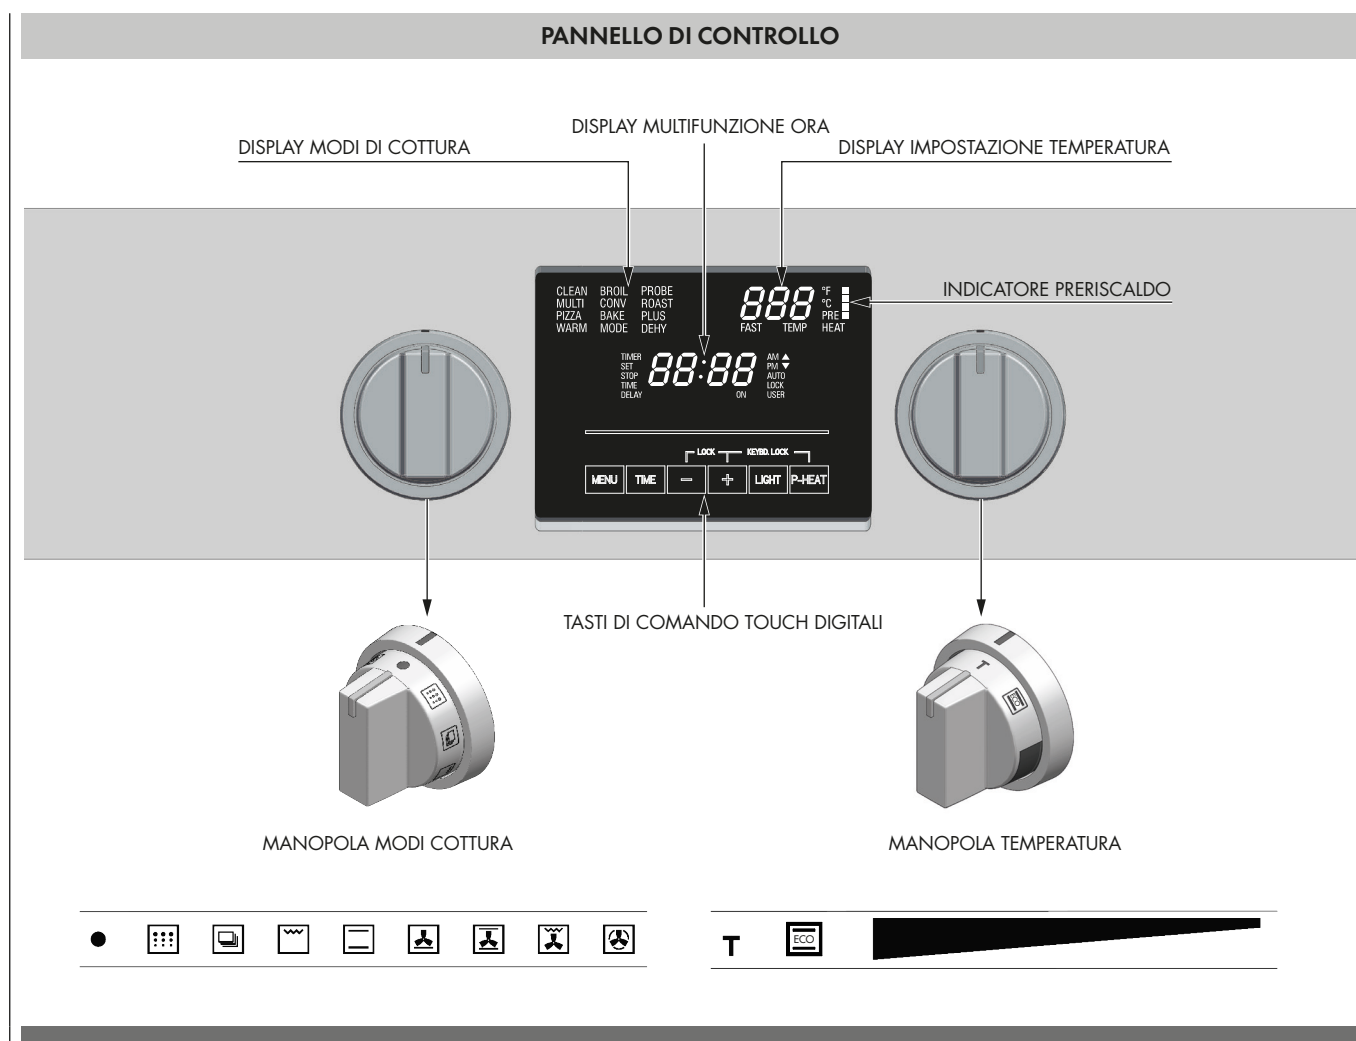 PANNELLO DI CONTROLLO
DISPLAY MULTIFUNZIONE ORA
DISPLAY MODI DI COTTURA
DISPLAY IMPOSTAZIONE TEMPERATURA
INDICATORE PRERISCALDO
CLEAN BROIL PROBE
MULTI CONV ROAST
PIZZA BAKE PLUS
WARM MODE DEHY
888
°F
°C
PRE
FAST TEMP HEAT
TIMER
SET
STOP
TIME
DELAY
88:88
ON
AM
PM
AUTO
LOCK
USER
LOCK KEYBD. LOCK
MENU TIME - + LIGHT P-HEAT
TASTI DI COMANDO TOUCH DIGITALI
T
ECO
MANOPOLA MODI COTTURA
MANOPOLA TEMPERATURA
T ECO